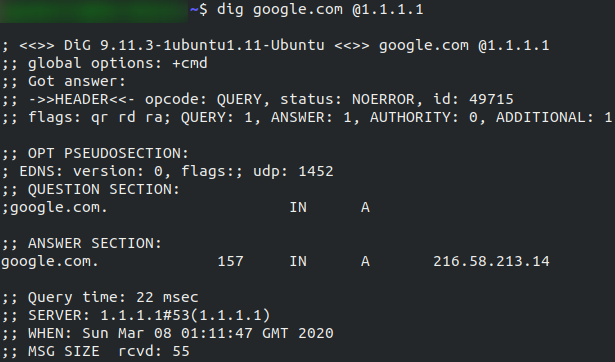 ~$ dig google.com @1.1.1.1
; <<>> DiG 9.11.3-1ubuntu1.11-Ubuntu <<>> google.com @1.1.1.1
;; global options: +cmd
;; Got answer:
;; ->>HEADER<<- opcode: QUERY, status: NOERROR, id: 49715
;; flags: qr rd ra; QUERY: 1, ANSWER: 1, AUTHORITY: 0, ADDITIONAL: 1
;; OPT PSEUDOSECTION:
; EDNS: version: 0, flags:; udp: 1452
;; QUESTION SECTION:
;google.com. IN A
;; ANSWER SECTION:
google.com. 157 IN A 216.58.213.14
;; Query time: 22 msec
;; SERVER: 1.1.1.1#53(1.1.1.1)
;; WHEN: Sun Mar 08 01:11:47 GMT 2020
;; MSG SIZE  rcvd: 55